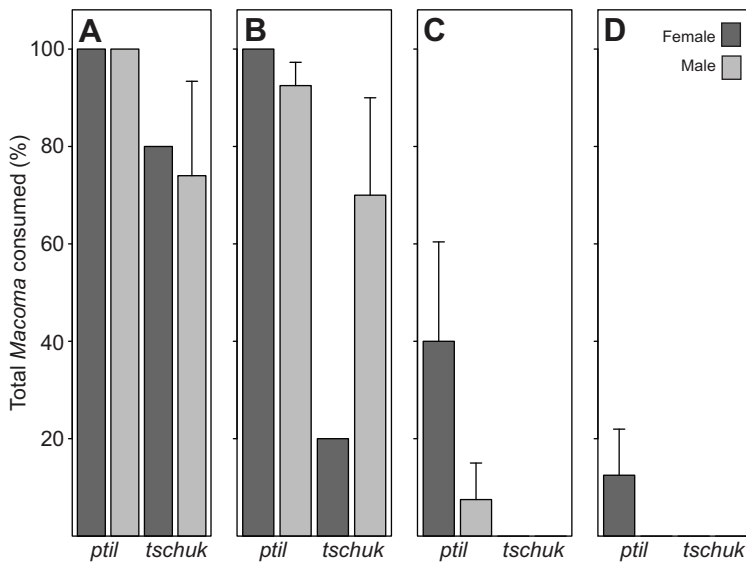 A B C D
Female
Male
100
80
60
40
20
Total Macoma consumed (%)
ptil tschuk ptil tschuk ptil tschuk ptil tschuk